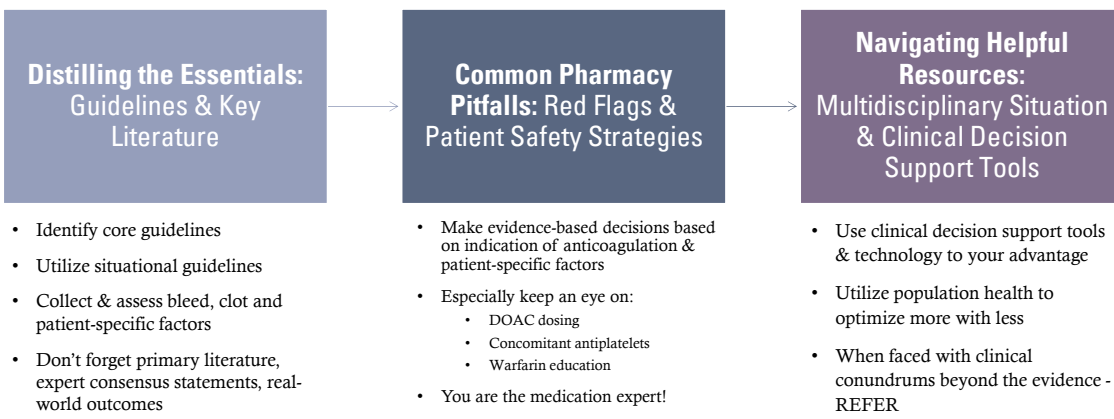 Distilling the Essentials:
Guidelines & Key
Literature
• Identify core guidelines
• Utilize situational guidelines
• Collect & assess bleed, clot and
patient-specific factors
• Don't forget primary literature,
expert consensus statements, real-
world outcomes
Common Pharmacy
Pitfalls: Red Flags &
Patient Safety Strategies
• Make evidence-based decisions based
on indication of anticoagulation &
patient-specific factors
• Especially keep an eye on:
• DOAC dosing
• Concomitant antiplatelets
• Warfarin education
• You are the medication expert!
Navigating Helpful
Resources:
Multidisciplinary Situation
& Clinical Decision
Support Tools
• Use clinical decision support tools
& technology to your advantage
• Utilize population health to
optimize more with less
• When faced with clinical
conundrums beyond the evidence -
REFER